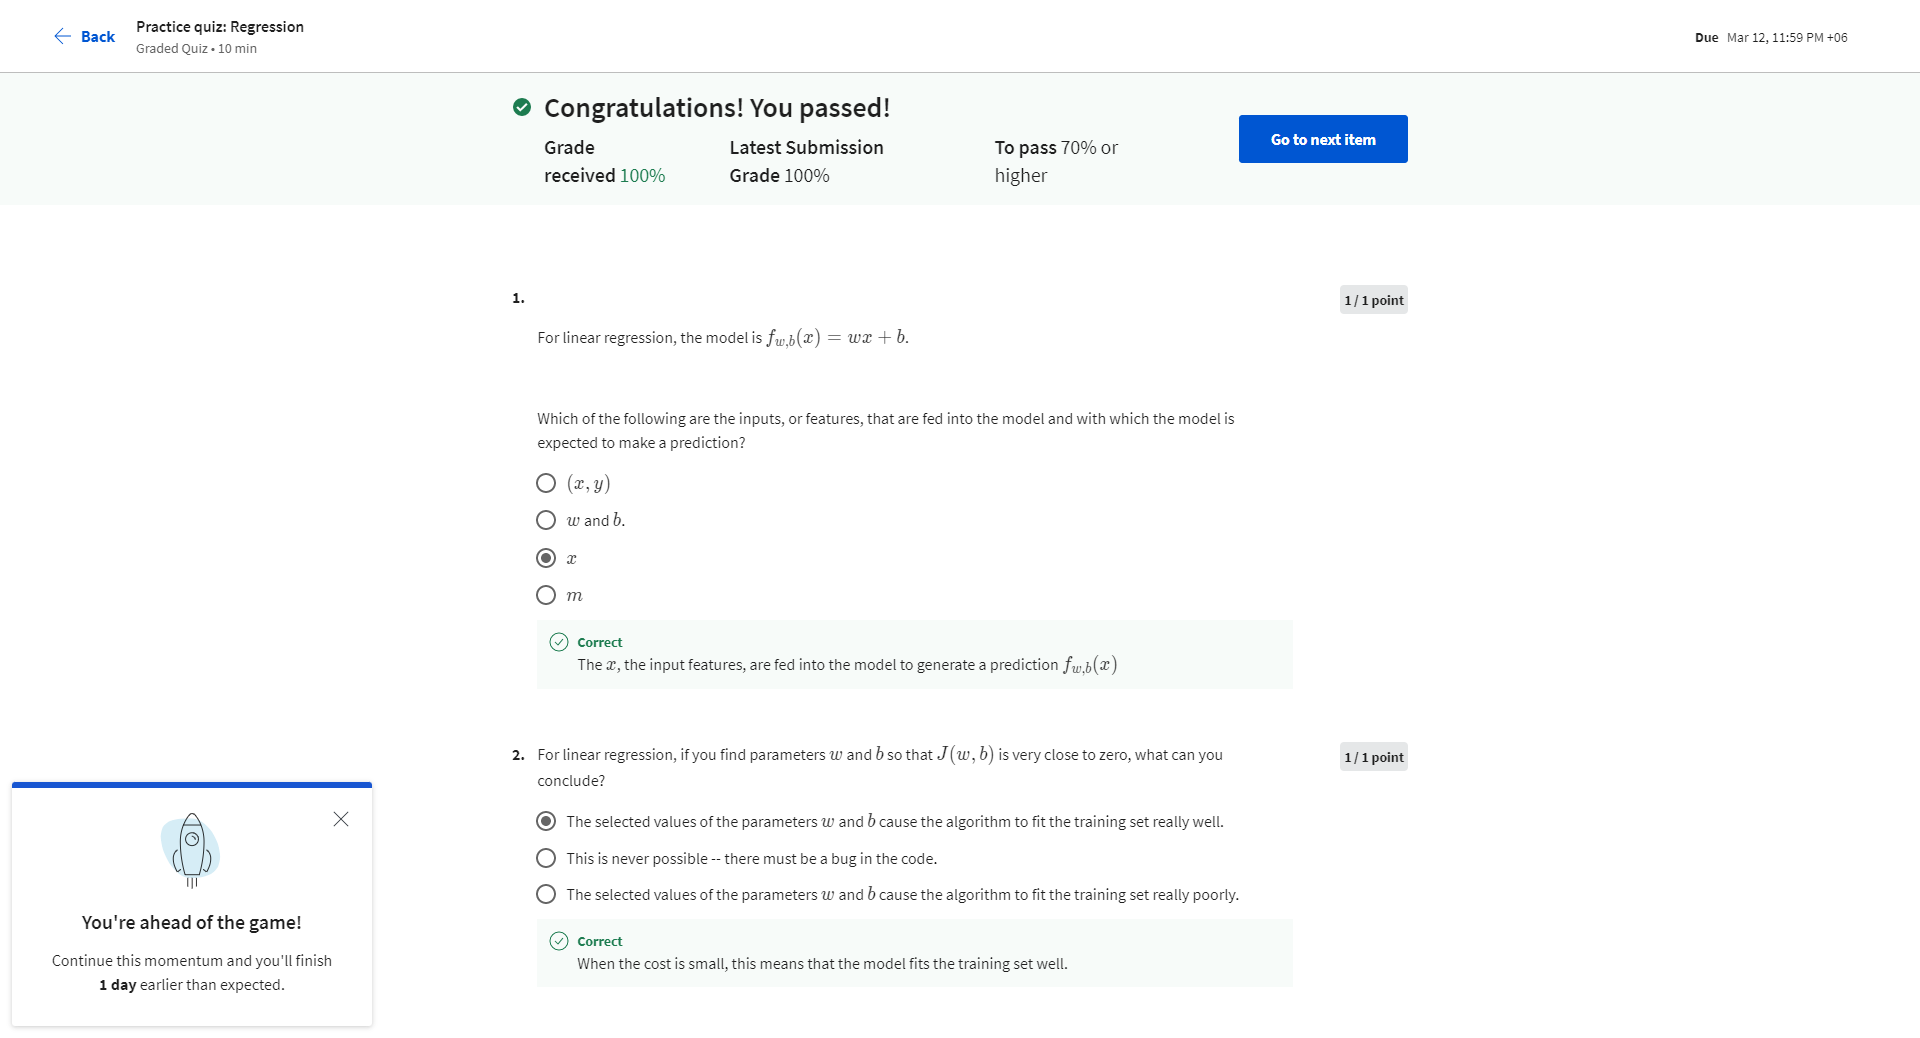 Back
Practice quiz: Regression
Graded Quiz • 10 min
Due Mar 12, 11:59 PM +06
Congratulations! You passed!
Grade
received 100%
Latest Submission
Grade 100%
To pass 70% or
higher
Go to next item
1.
1 / 1 point
For linear regression, the model is f_{w,b}(x) = wx + b.
Which of the following are the inputs, or features, that are fed into the model and with which the model is
expected to make a prediction?
(x, y)
w and b.
x
m
Correct
The x, the input features, are fed into the model to generate a prediction f_{w,b}(x)
2. For linear regression, if you find parameters w and b so that J(w, b) is very close to zero, what can you
conclude?
1 / 1 point
The selected values of the parameters w and b cause the algorithm to fit the training set really well.
This is never possible -- there must be a bug in the code.
The selected values of the parameters w and b cause the algorithm to fit the training set really poorly.
Correct
When the cost is small, this means that the model fits the training set well.
You're ahead of the game!
Continue this momentum and you'll finish
1 day earlier than expected.